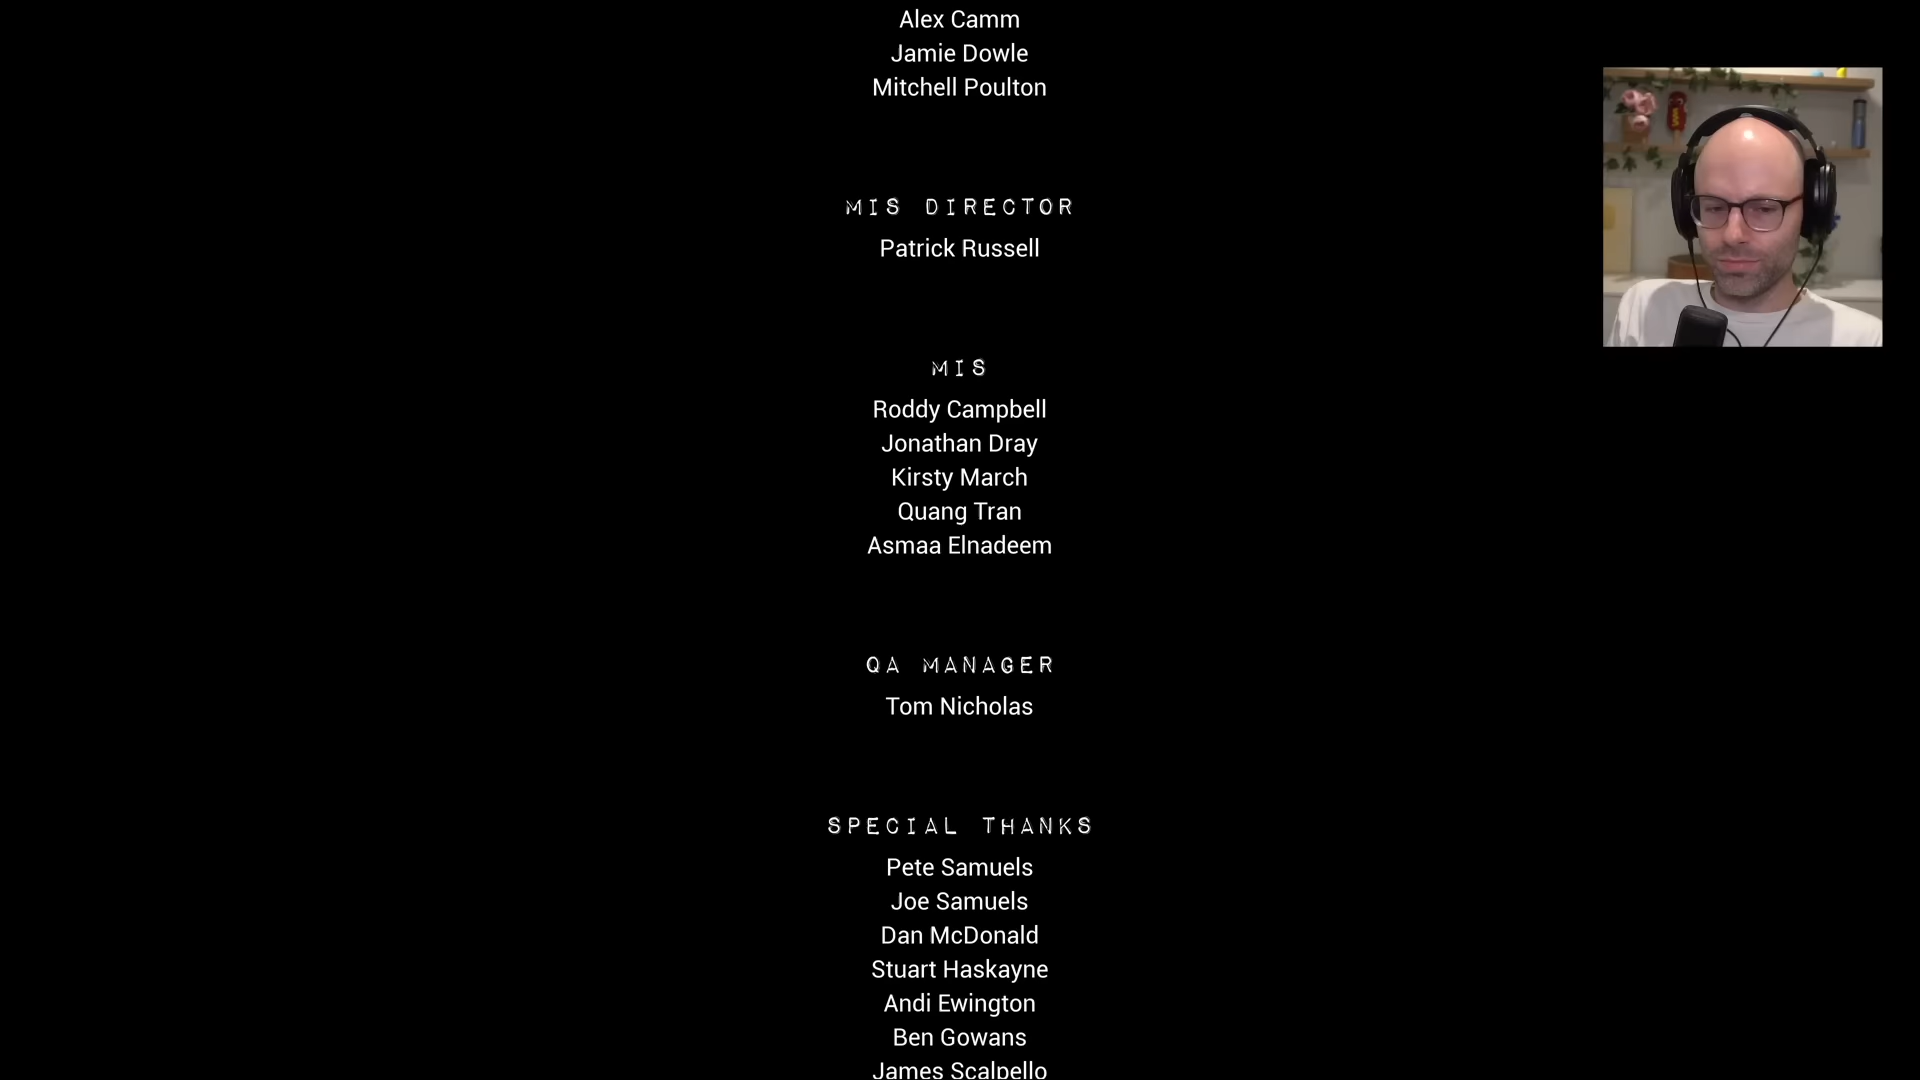 Alex Camm
Jamie Dowle
Mitchell Poulton
MIS DIRECTOR
Patrick Russell
MIS
Roddy Campbell
Jonathan Dray
Kirsty March
Quang Tran
Asmaa Elnadeem
QA MANAGER
Tom Nicholas
SPECIAL THANKS
Pete Samuels
Joe Samuels
Dan McDonald
Stuart Haskayne
Andi Ewington
Ben Gowans
James Scalpello